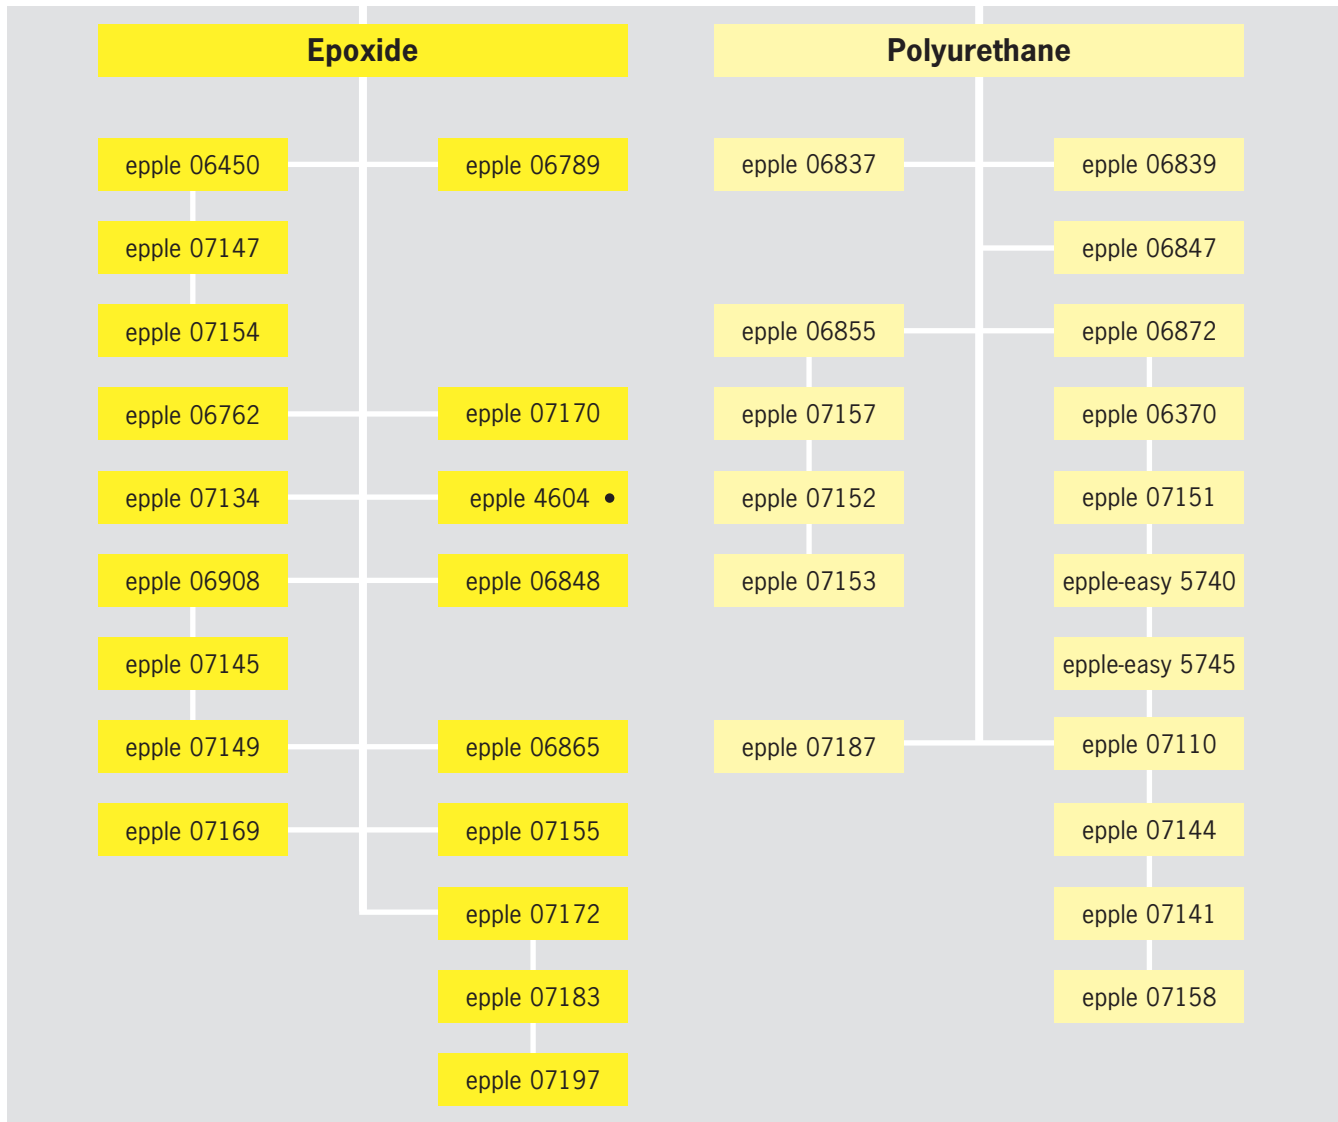 Epoxide
epple 06450
epple 06789
epple 07147
epple 07154
epple 06762
epple 07170
epple 07134
epple 4604 •
epple 06908
epple 06848
epple 07145
epple 07149
epple 06865
epple 07169
epple 07155
epple 07172
epple 07183
epple 07197
Polyurethane
epple 06837
epple 06839
epple 06847
epple 06855
epple 06872
epple 07157
epple 06370
epple 07152
epple 07151
epple 07153
epple-easy 5740
epple-easy 5745
epple 07187
epple 07110
epple 07144
epple 07141
epple 07158